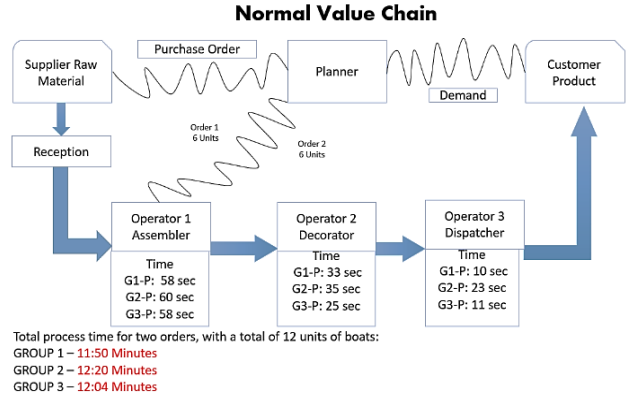 Normal Value Chain
Supplier Raw
Material
Purchase Order
Planner
Demand
Customer
Product
Reception
Order 1
6 Units
Order 2
6 Units
Operator 1
Assembler
Time
G1-P: 58 sec
G2-P: 60 sec
G3-P: 58 sec
Operator 2
Decorator
Time
G1-P: 33 sec
G2-P: 35 sec
G3-P: 25 sec
Operator 3
Dispatcher
Time
G1-P: 10 sec
G2-P: 23 sec
G3-P: 11 sec
Total process time for two orders, with a total of 12 units of boats:
GROUP 1 – 11:50 Minutes
GROUP 2 – 12:20 Minutes
GROUP 3 – 12:04 Minutes